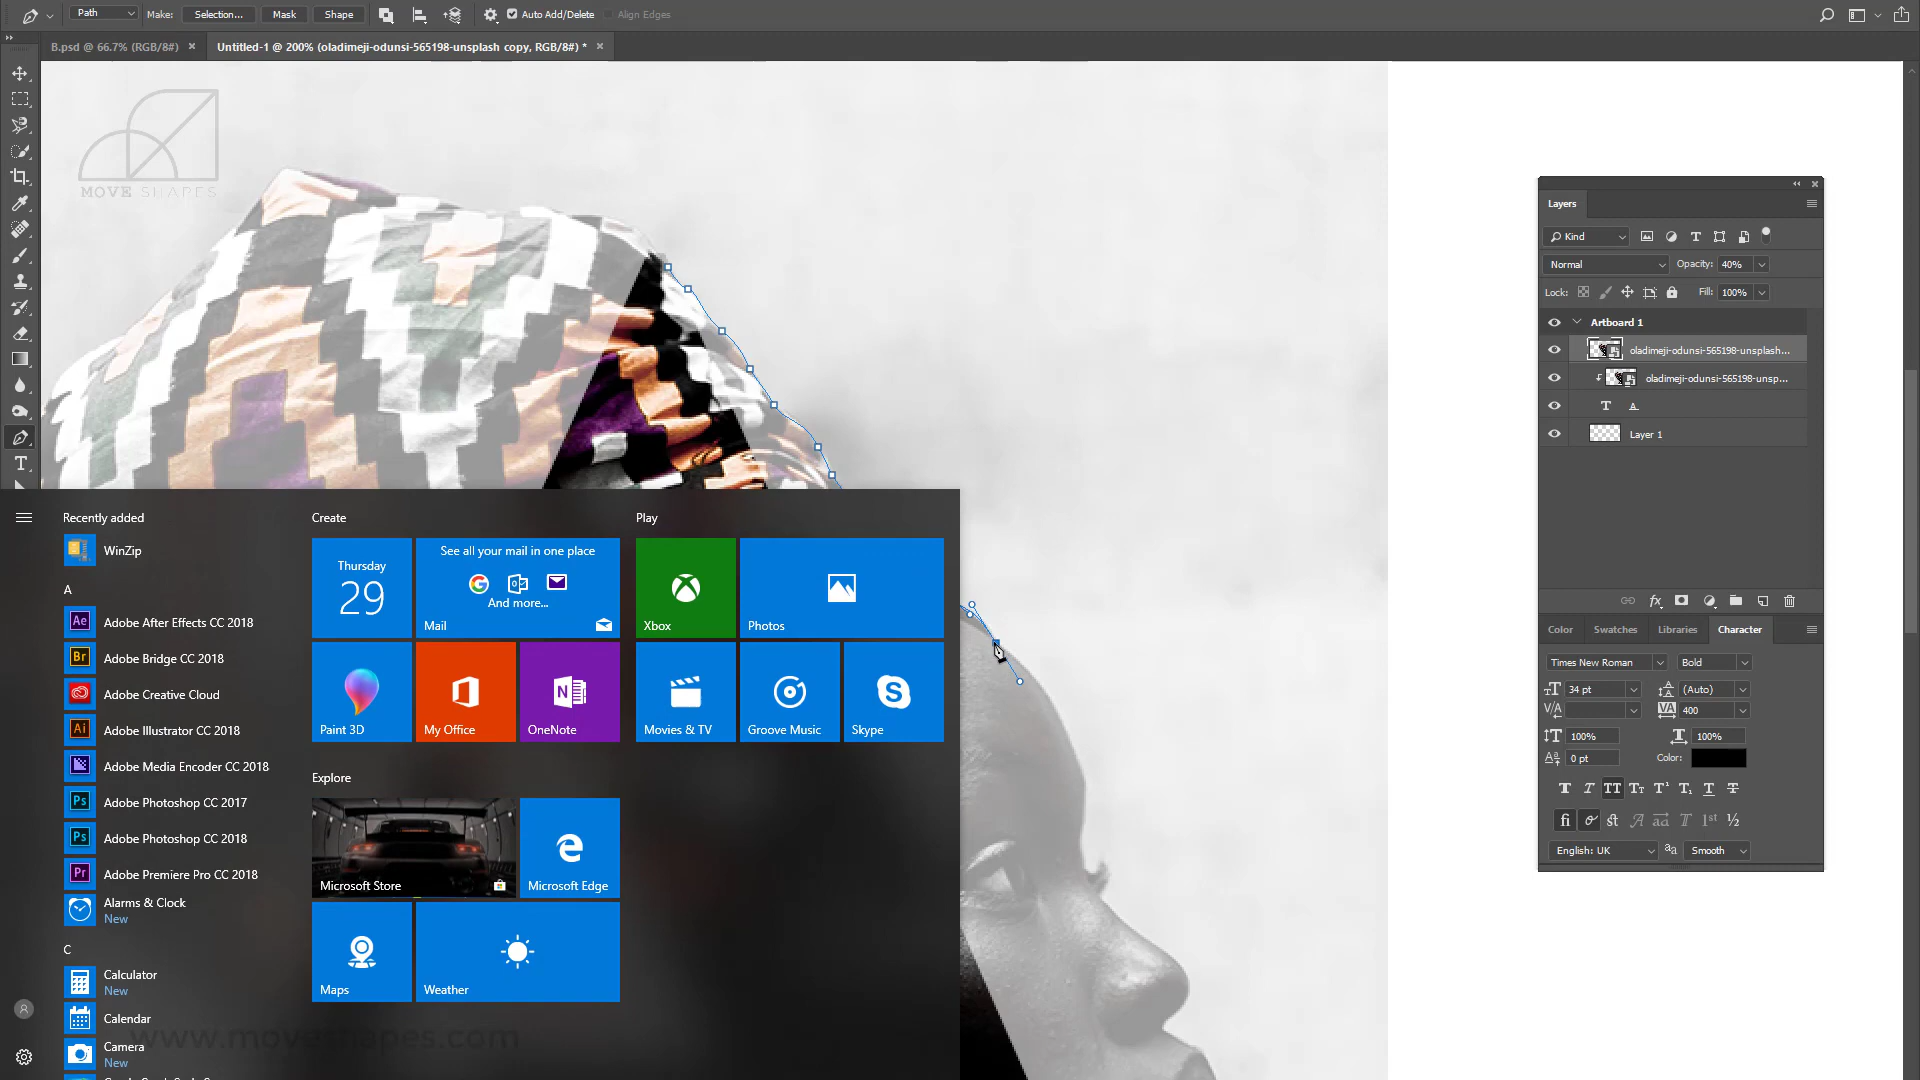 Path
Make:
Selection...
Mask
Shape
Auto Add/Delete
Align Edges
B.psd @ 66.7% (RGB/8#)
Untitled-1 @ 200% (oladimeji-odunsi-565198-unsplash copy, RGB/8#) *
MOVE SHAPES
Layers
Kind
Normal
Opacity: 40%
Lock:
Fill: 100%
Artboard 1
oladimeji-odunsi-565198-unsplash...
oladimeji-odunsi-565198-unsp...
T A
Layer 1
Color
Swatches
Libraries
Character
Times New Roman
Bold
34 pt
(Auto)
400
100%
100%
0 pt
Color:
English: UK
Smooth
Recently added
WinZip
A
Adobe After Effects CC 2018
Adobe Bridge CC 2018
Adobe Creative Cloud
Adobe Illustrator CC 2018
Adobe Media Encoder CC 2018
Adobe Photoshop CC 2017
Adobe Photoshop CC 2018
Adobe Premiere Pro CC 2018
Alarms & Clock
New
C
Calculator
New
Calendar
Camera
New
Create
Thursday
29
See all your mail in one place
And more...
Mail
Paint 3D
My Office
OneNote
Explore
Microsoft Store
Microsoft Edge
Maps
Weather
Play
Xbox
Photos
Movies & TV
Groove Music
Skype
www.moveshapes.com